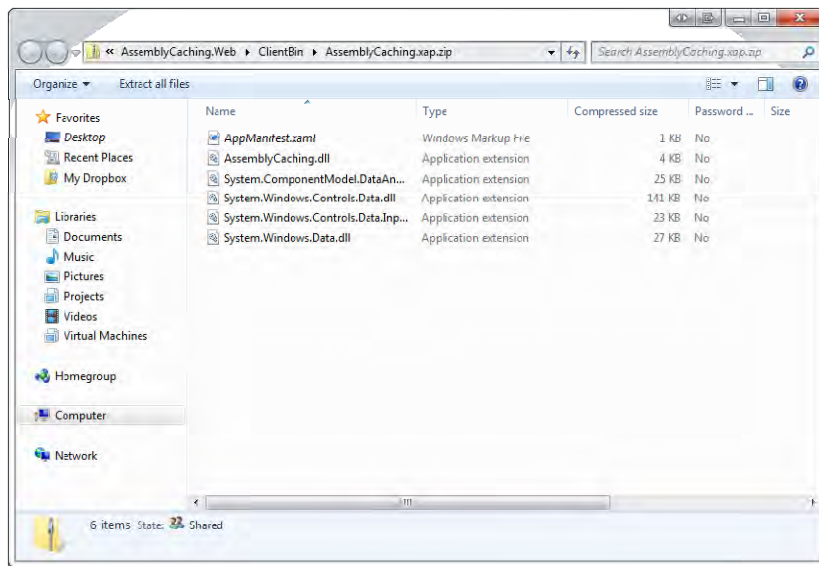 « AssemblyCaching.Web ▸ ClientBin ▸ AssemblyCaching.xap.zip Search AssemblyCaching.xap.zip
Organize Extract all files
Name Type Compressed size Password ... Size
Favorites
Desktop
Recent Places
My Dropbox
Libraries
Documents
Music
Pictures
Projects
Videos
Virtual Machines
Homegroup
Computer
Network
AppManifest.xaml Windows Markup File 1 KB No
AssemblyCaching.dll Application extension 4 KB No
System.ComponentModel.DataAn... Application extension 25 KB No
System.Windows.Controls.Data.dll Application extension 141 KB No
System.Windows.Controls.Data.Inp... Application extension 23 KB No
System.Windows.Data.dll Application extension 27 KB No
6 items State: Shared